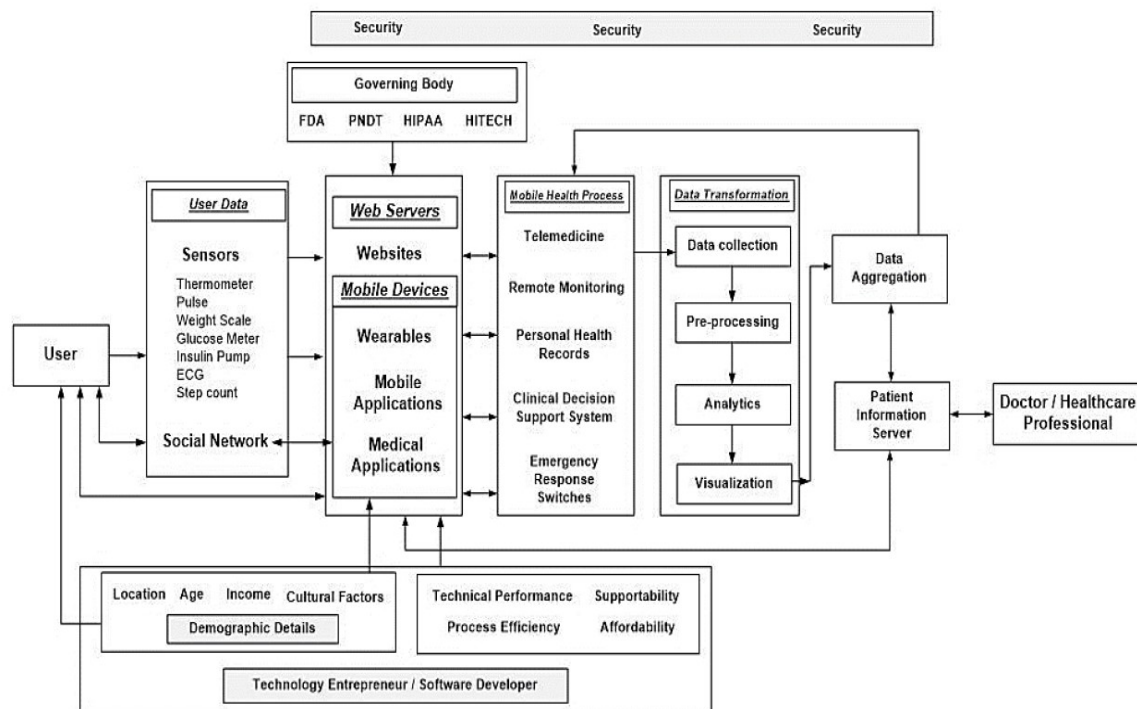 Security Security Security
Governing Body
FDA PNDT HIPAA HITECH
User Data
Sensors
Thermometer
Pulse
Weight Scale
Glucose Meter
Insulin Pump
ECG
Step count
Social Network
User
Web Servers
Websites
Mobile Devices
Wearables
Mobile
Applications
Medical
Applications
Mobile Health Process
Telemedicine
Remote Monitoring
Personal Health
Records
Clinical Decision
Support System
Emergency
Response
Switches
Data Transformation
Data collection
Pre-processing
Analytics
Visualization
Data
Aggregation
Patient
Information
Server
Doctor / Healthcare
Professional
Location Age Income Cultural Factors
Demographic Details
Technical Performance Supportability
Process Efficiency Affordability
Technology Entrepreneur / Software Developer